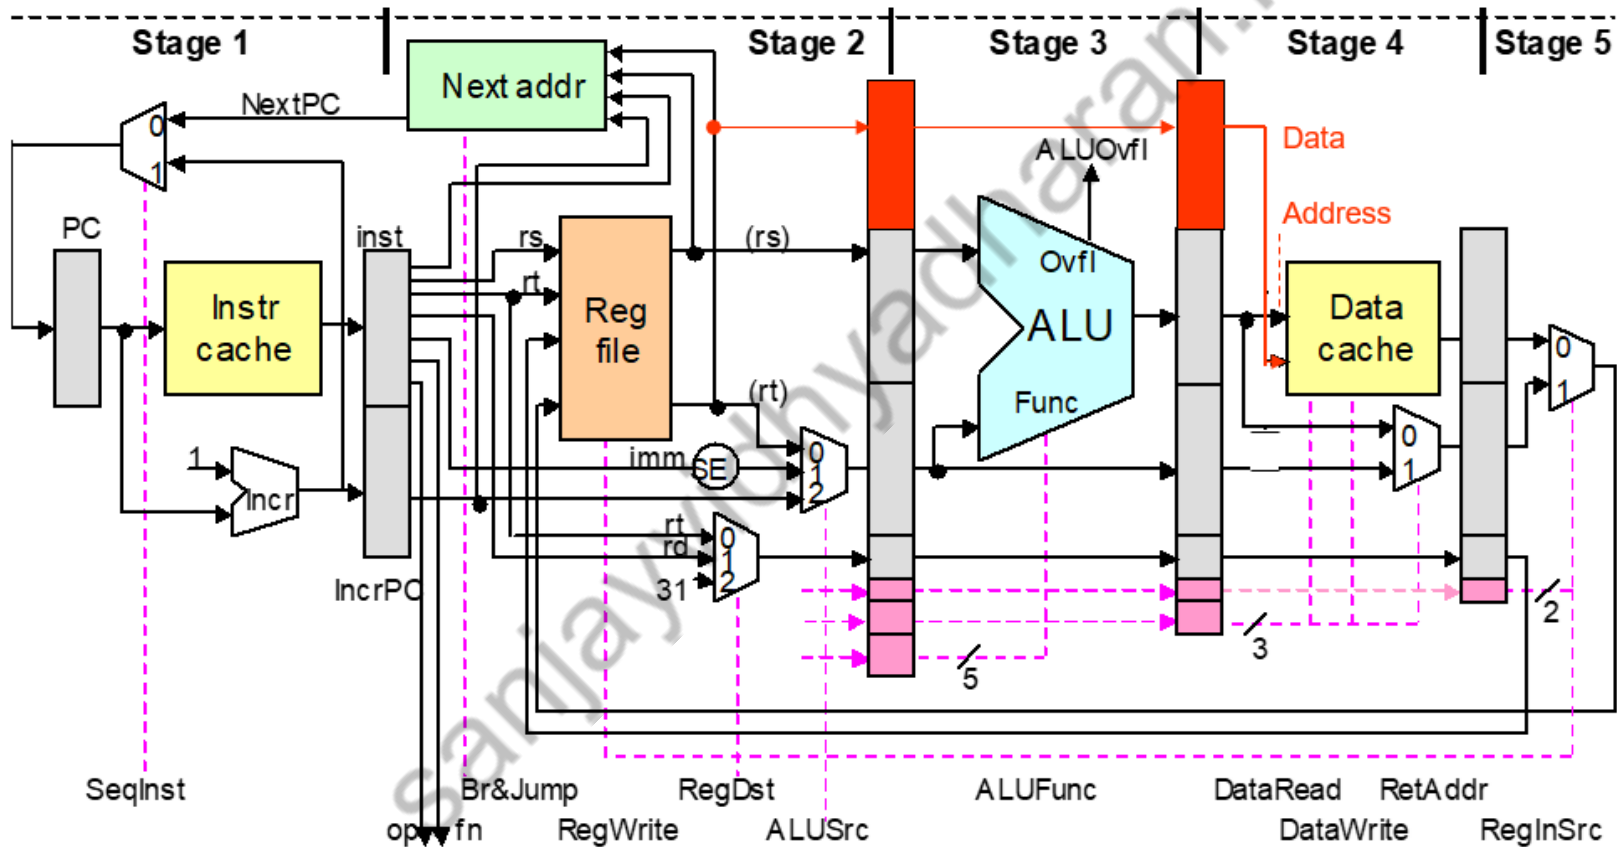 Stage 1
Stage 2
Stage 3
Stage 4
Stage 5
Next addr
NextPC
0
1
Data
ALUOvfl
Address
PC
inst
rs
(rs)
rt
Ovfl
Instr
cache
Reg
file
ALU
Data
cache
0
1
Func
(rt)
imm
SE
0
1
2
0
1
1
Incr
rt
rd
31
0
1
2
IncrPC
5
3
2
SeqInst
Br&Jump
RegDst
ALUFunc
DataRead
RetAddr
op
fn
RegWrite
ALUSrc
DataWrite
RegInSrc
sanjayvidhyadharan.